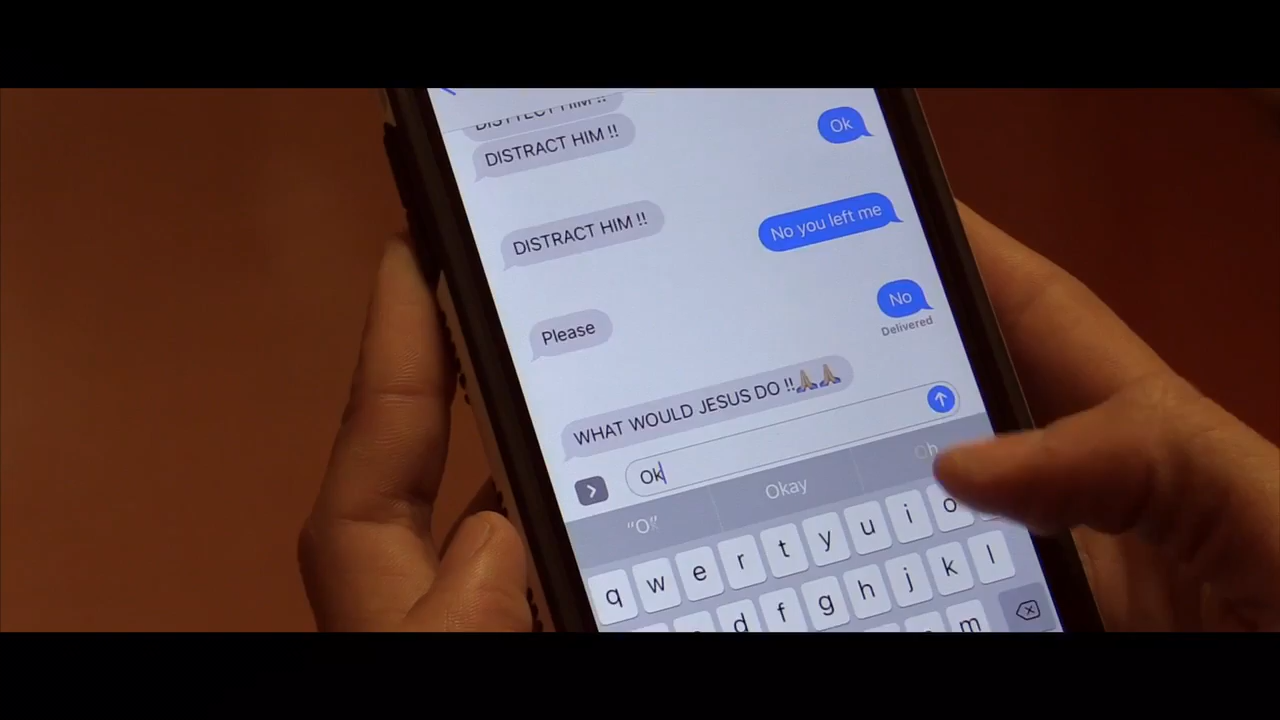 DISTRACT HIM !!
Ok
DISTRACT HIM !!
No you left me
Please
No
Delivered
WHAT WOULD JESUS DO !!🙏🙏
Ok
"O"
Okay
q w e r t y u i o
d f g h j k l
m